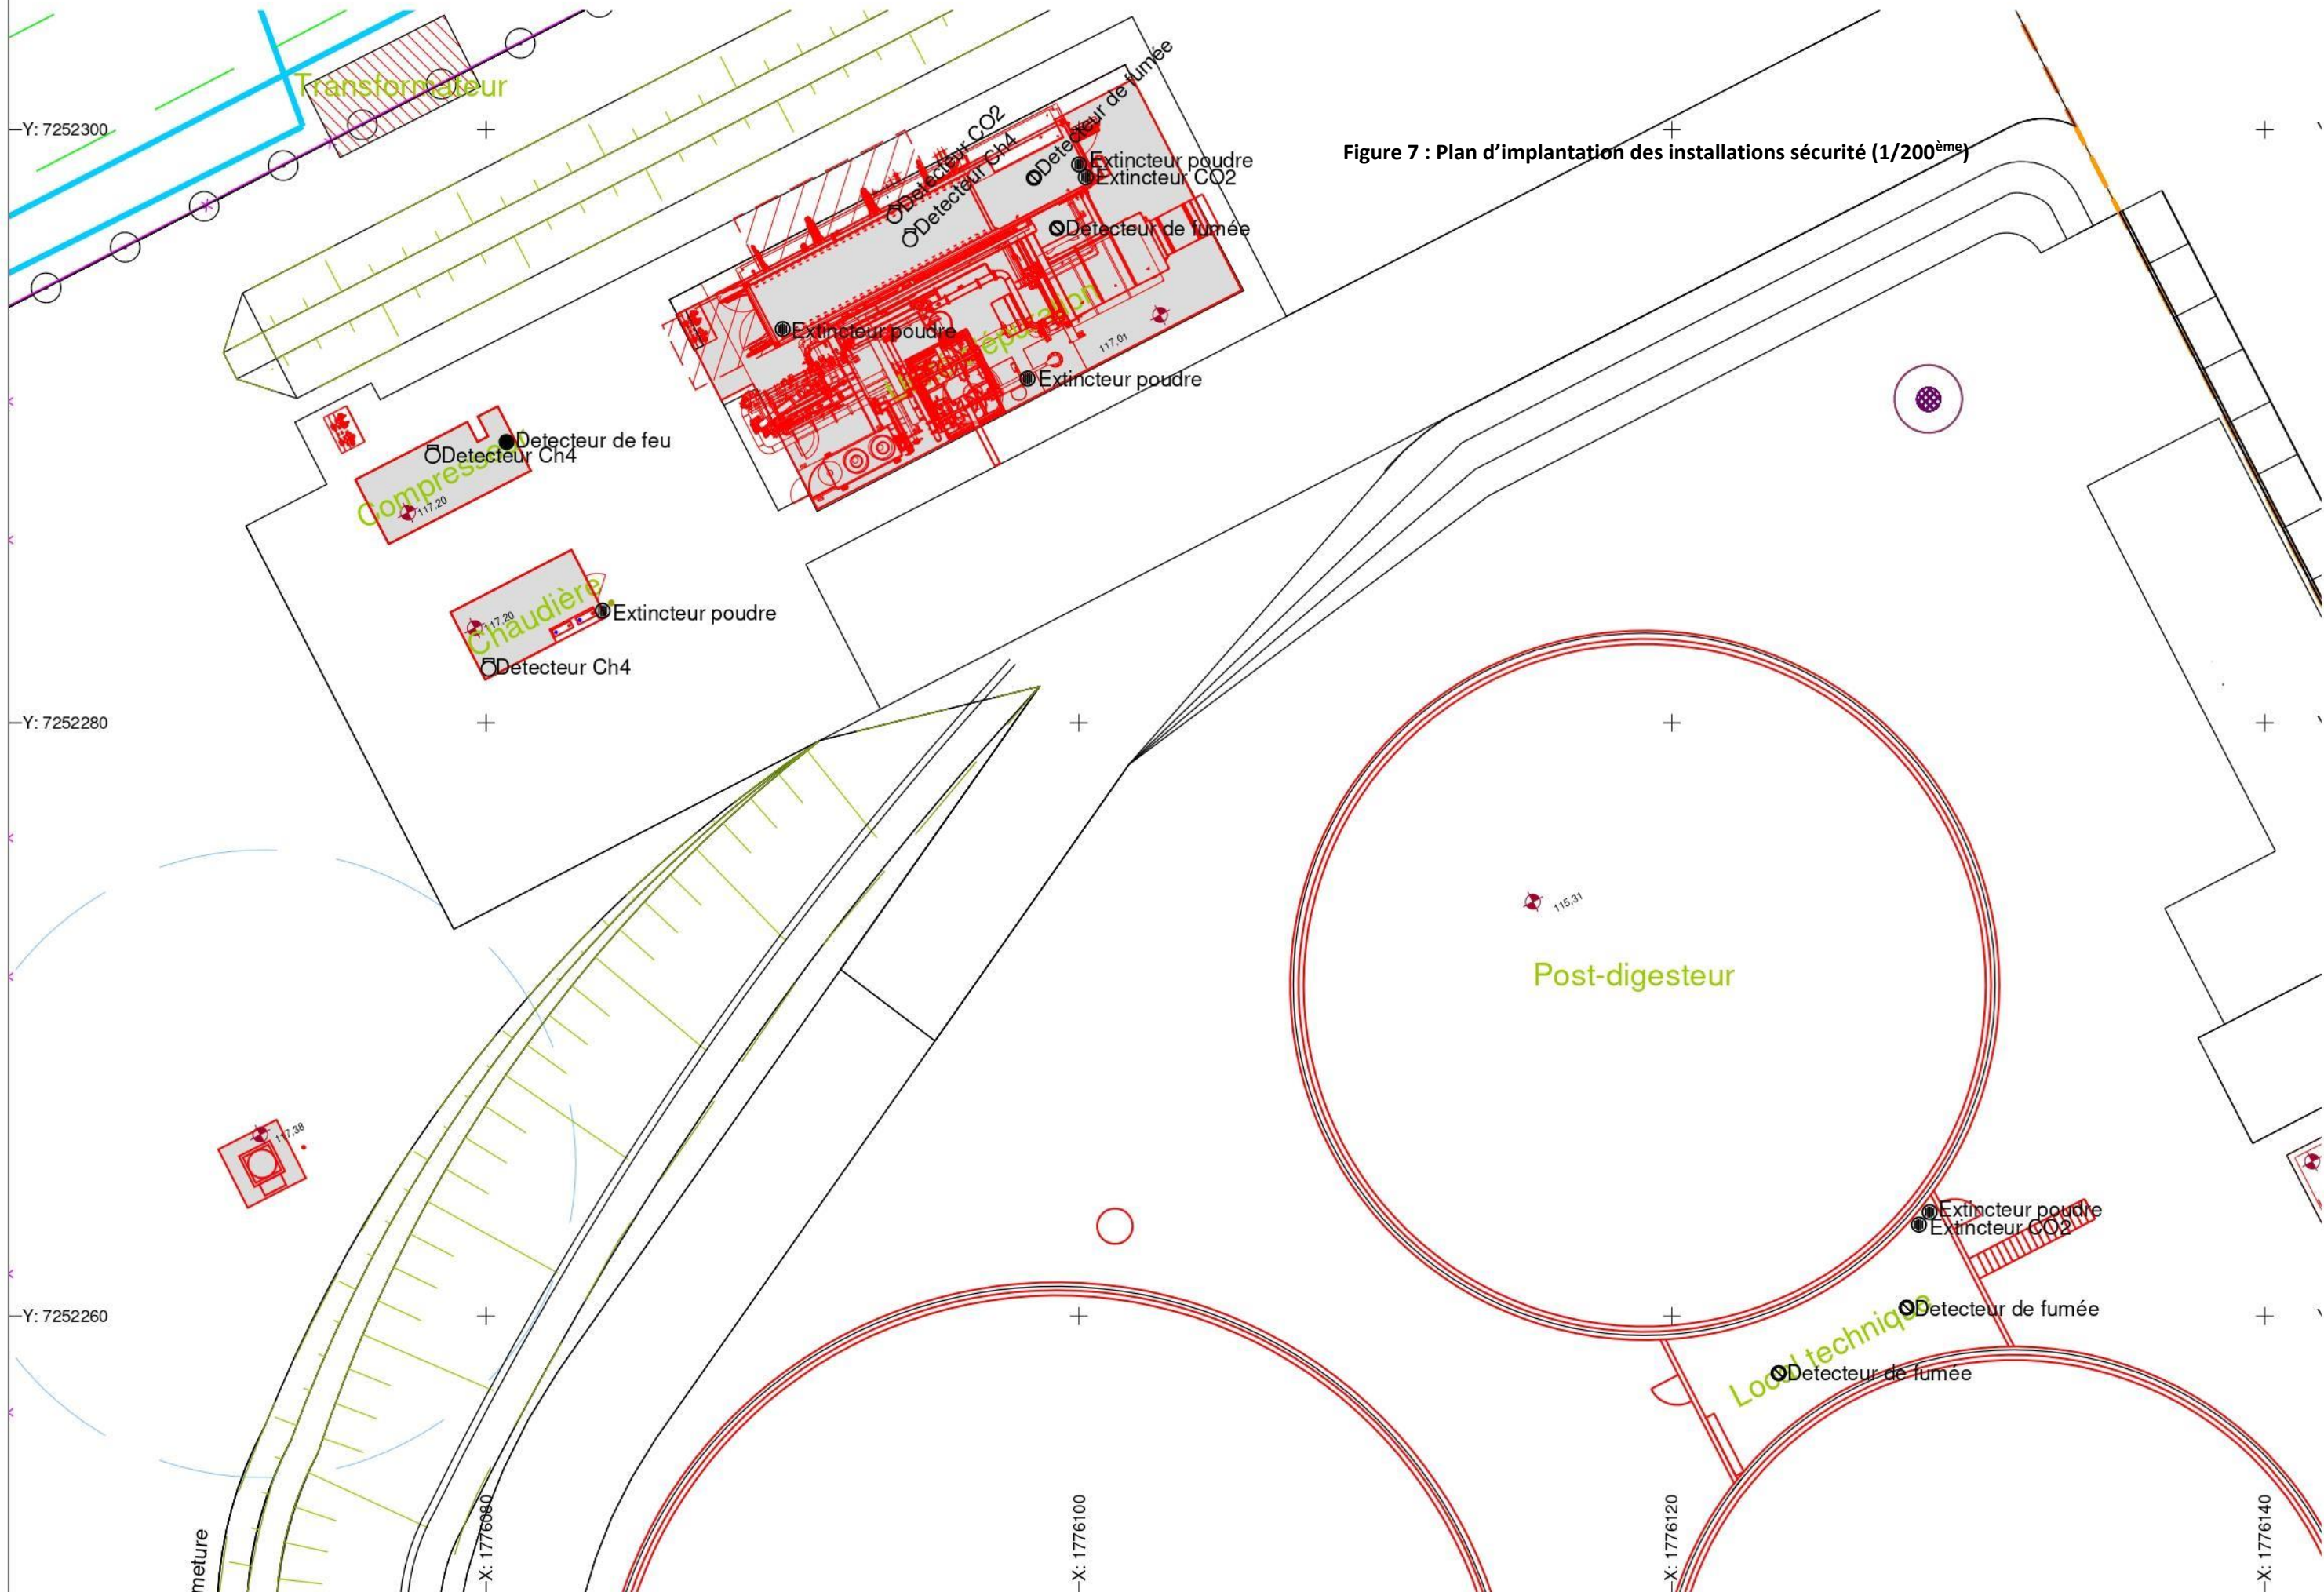 Transformateur
Y: 7252300
Figure 7 : Plan d’implantation des installations sécurité (1/200ème)
Detecteur de fumée
Detecteur CO2
Detecteur Ch4
Extincteur poudre
Extincteur CO2
Detecteur de fumée
Extincteur poudre
épuration
117,01
Extincteur poudre
Detecteur de feu
Detecteur Ch4
Compresseur
117,20
Chaudière
117,20
Extincteur poudre
Detecteur Ch4
Y: 7252280
115,31
Post-digesteur
117,38
Extincteur poudre
Extincteur CO2
Y: 7252260
Detecteur de fumée
Local technique
Detecteur de fumée
meture
X: 1776080
X: 1776100
X: 1776120
X: 1776140